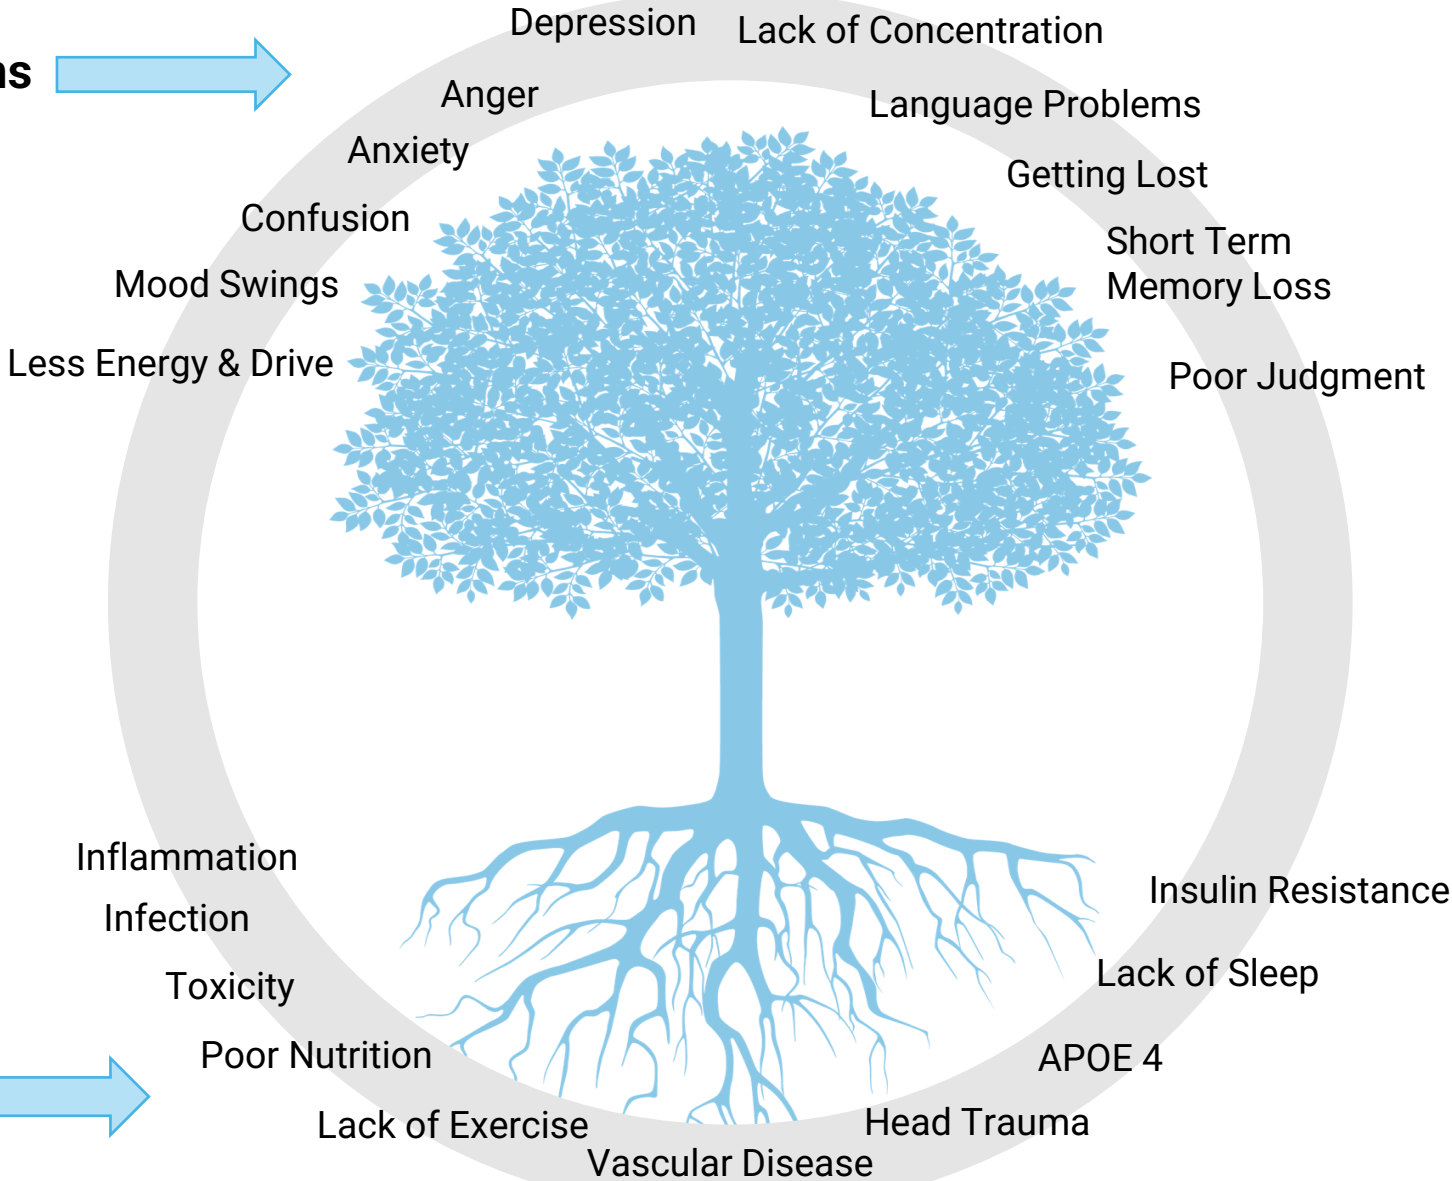 Depression
Lack of Concentration
Anger
Language Problems
Anxiety
Getting Lost
Confusion
Short Term
Memory Loss
Mood Swings
Less Energy & Drive
Poor Judgment
Inflammation
Insulin Resistance
Infection
Lack of Sleep
Toxicity
Poor Nutrition
APOE 4
Lack of Exercise
Head Trauma
Vascular Disease